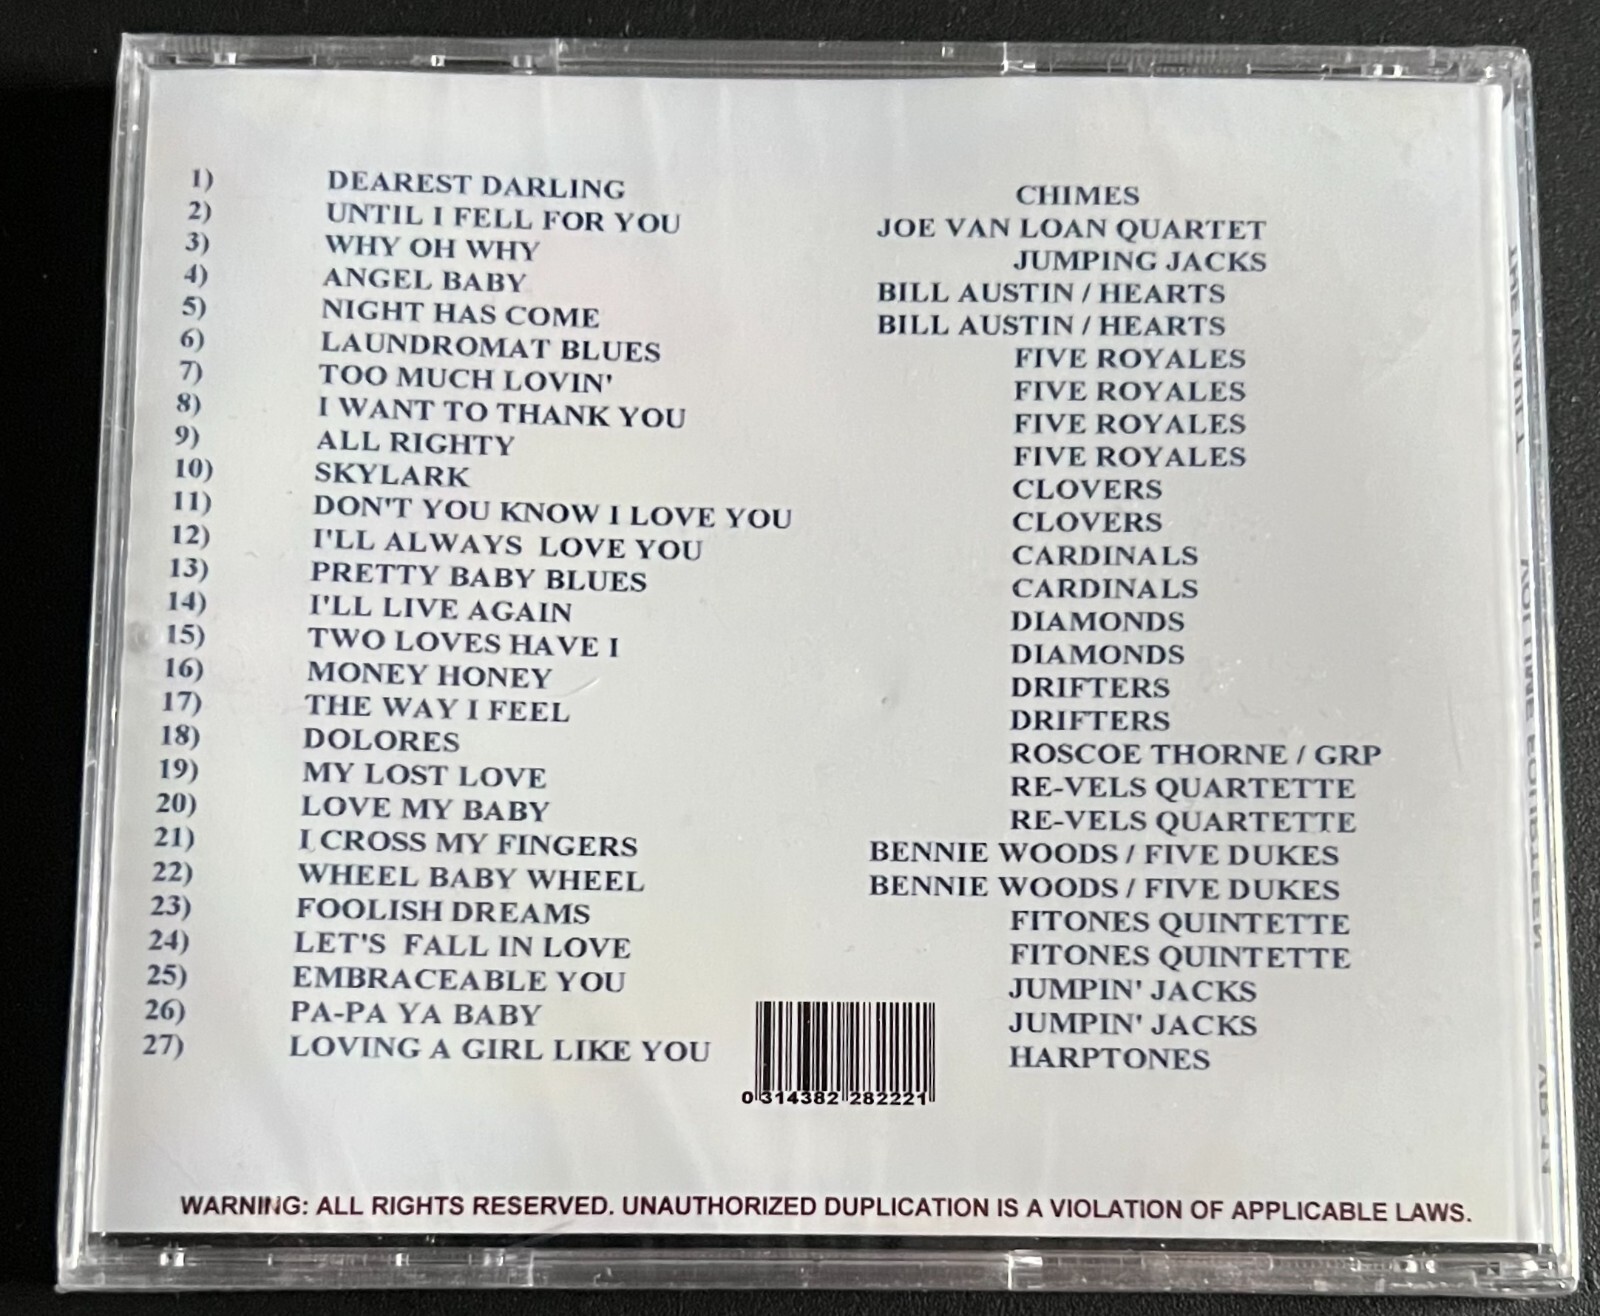 1) DEAREST DARLING CHIMES
2) UNTIL I FELL FOR YOU JOE VAN LOAN QUARTET
3) WHY OH WHY JUMPING JACKS
4) ANGEL BABY BILL AUSTIN / HEARTS
5) NIGHT HAS COME BILL AUSTIN / HEARTS
6) LAUNDROMAT BLUES FIVE ROYALES
7) TOO MUCH LOVIN' FIVE ROYALES
8) I WANT TO THANK YOU FIVE ROYALES
9) ALL RIGHTY FIVE ROYALES
10) SKYLARK CLOVERS
11) DON'T YOU KNOW I LOVE YOU CLOVERS
12) I'LL ALWAYS LOVE YOU CARDINALS
13) PRETTY BABY BLUES CARDINALS
14) I'LL LIVE AGAIN DIAMONDS
15) TWO LOVES HAVE I DIAMONDS
16) MONEY HONEY DRIFTERS
17) THE WAY I FEEL DRIFTERS
18) DOLORES ROSCOE THORNE / GRP
19) MY LOST LOVE RE-VELS QUARTETTE
20) LOVE MY BABY RE-VELS QUARTETTE
21) I CROSS MY FINGERS BENNIE WOODS / FIVE DUKES
22) WHEEL BABY WHEEL BENNIE WOODS / FIVE DUKES
23) FOOLISH DREAMS FITONES QUINTETTE
24) LET'S FALL IN LOVE FITONES QUINTETTE
25) EMBRACEABLE YOU JUMPIN' JACKS
26) PA-PA YA BABY JUMPIN' JACKS
27) LOVING A GIRL LIKE YOU HARPTONES
0 314382 282221
WARNING: ALL RIGHTS RESERVED. UNAUTHORIZED DUPLICATION IS A VIOLATION OF APPLICABLE LAWS.
VOLUME FOURTEEN